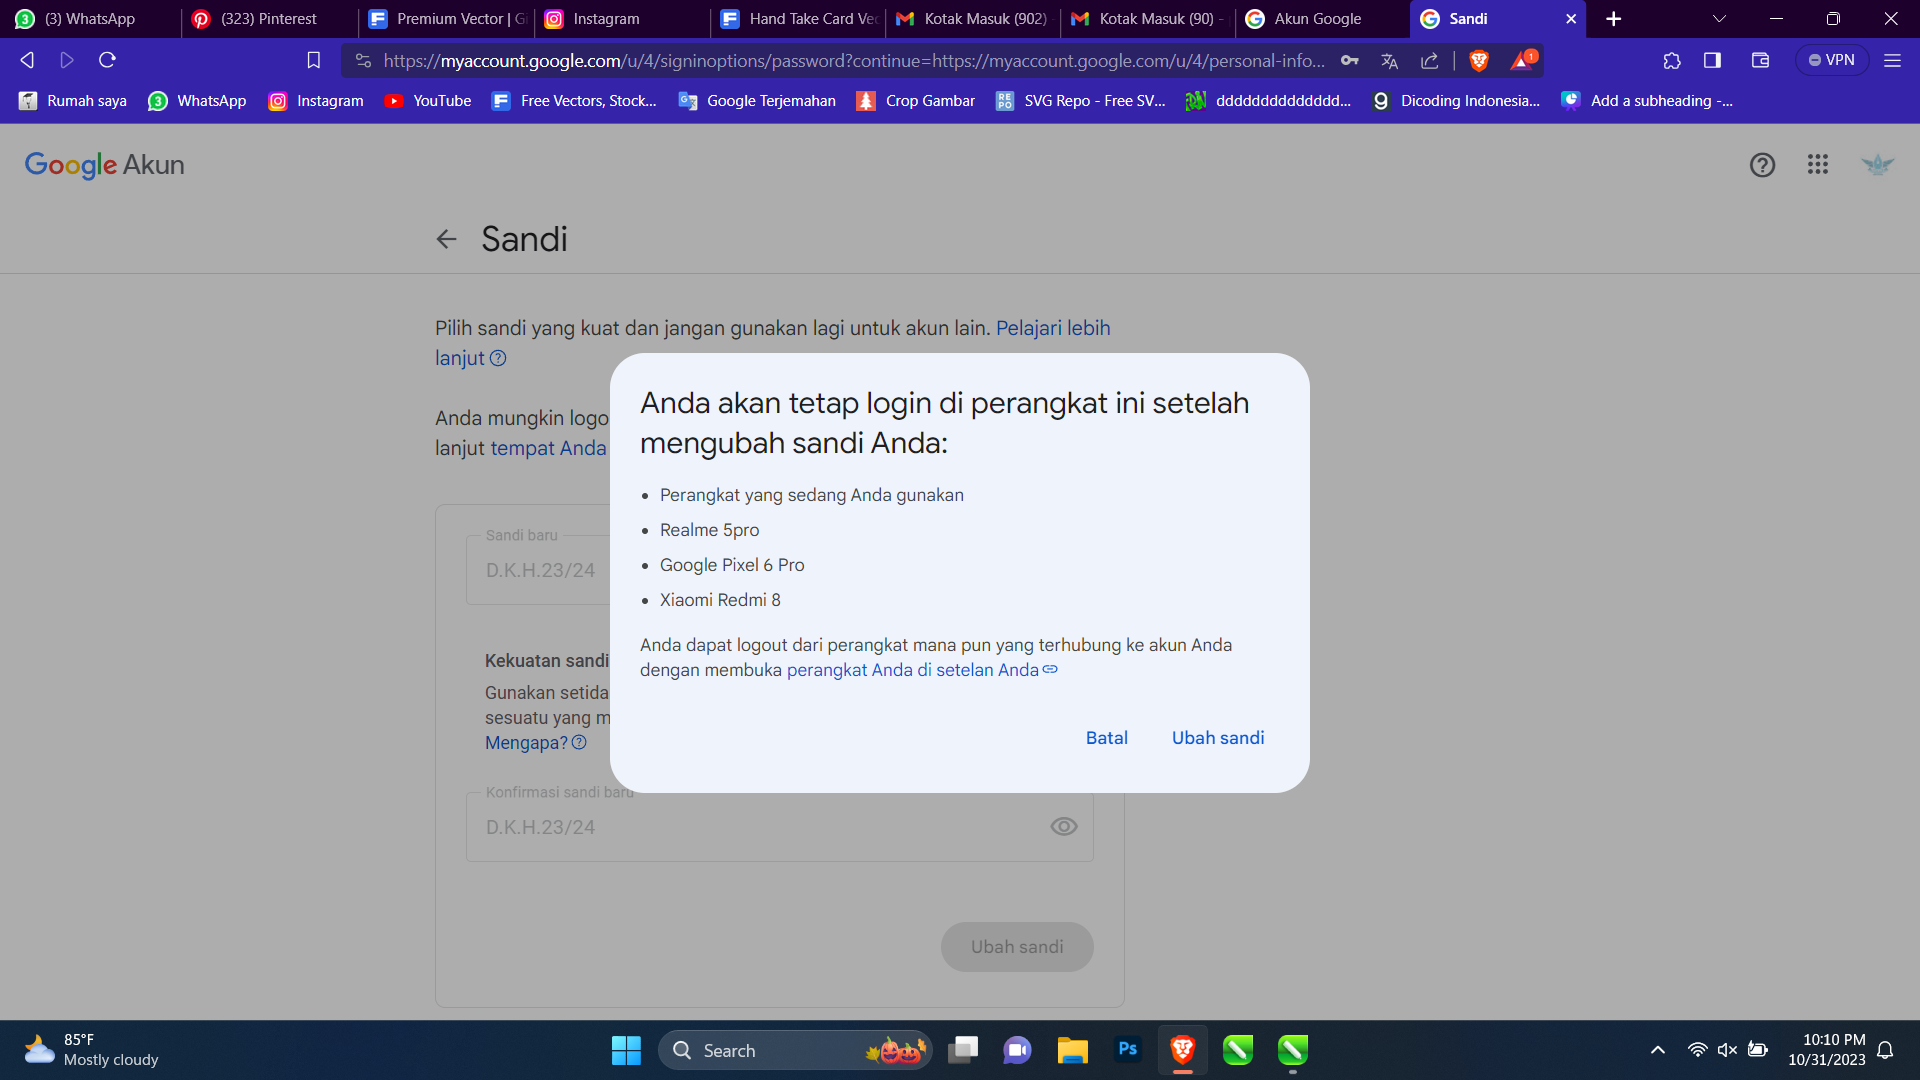 (3) WhatsApp
(323) Pinterest
Premium Vector | Gi
Instagram
Hand Take Card Vec
Kotak Masuk (902)
Kotak Masuk (90) -
Akun Google
Sandi
https://myaccount.google.com/u/4/signinoptions/password?continue=https://myaccount.google.com/u/4/personal-info...
1
VPN
Rumah saya
3
WhatsApp
Instagram
YouTube
Free Vectors, Stock...
Google Terjemahan
Crop Gambar
SVG Repo - Free SV...
dddddddddddddd...
Dicoding Indonesia...
Add a subheading -...
Google Akun
Sandi
Pilih sandi yang kuat dan jangan gunakan lagi untuk akun lain. Pelajari lebih
lanjut
Anda mungkin logo
lanjut tempat Anda
Anda akan tetap login di perangkat ini setelah
mengubah sandi Anda:
• Perangkat yang sedang Anda gunakan
• Realme 5pro
• Google Pixel 6 Pro
• Xiaomi Redmi 8
Anda dapat logout dari perangkat mana pun yang terhubung ke akun Anda
dengan membuka perangkat Anda di setelan Anda
Batal
Ubah sandi
Sandi baru
D.K.H.23/24
Kekuatan sandi
Gunakan setida
sesuatu yang m
Mengapa?
Konfirmasi sandi baru
D.K.H.23/24
Ubah sandi
85°F
Mostly cloudy
Search
Ps
10:10 PM
10/31/2023